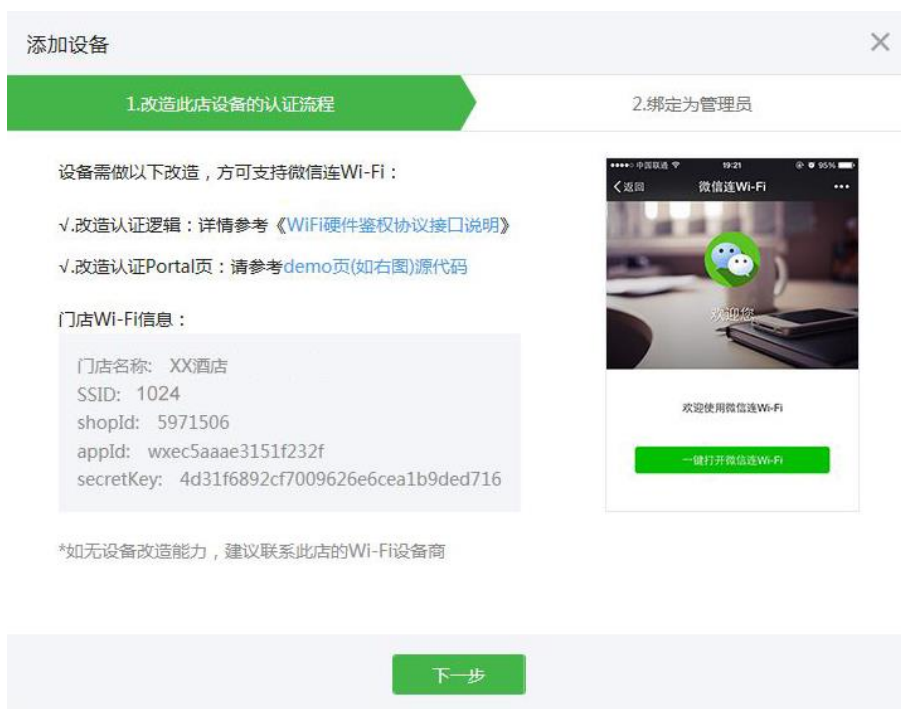 添加设备
1.改造此店设备的认证流程
2.绑定为管理员
设备需做以下改造，方可支持微信连Wi-Fi：
√.改造认证逻辑：详情参考《WiFi硬件鉴权协议接口说明》
√.改造认证Portal页：请参考demo页(如右图)源代码
门店Wi-Fi信息：
门店名称: XX酒店
SSID: 1024
shopId: 5971506
appId: wxec5aaae3151f232f
secretKey: 4d31f6892cf7009626e6cea1b9ded716
*如无设备改造能力，建议联系此店的Wi-Fi设备商
中国联通 19:21 95%
返回 微信连Wi-Fi
欢迎您
欢迎使用微信连Wi-Fi
一键打开微信连Wi-Fi
下一步